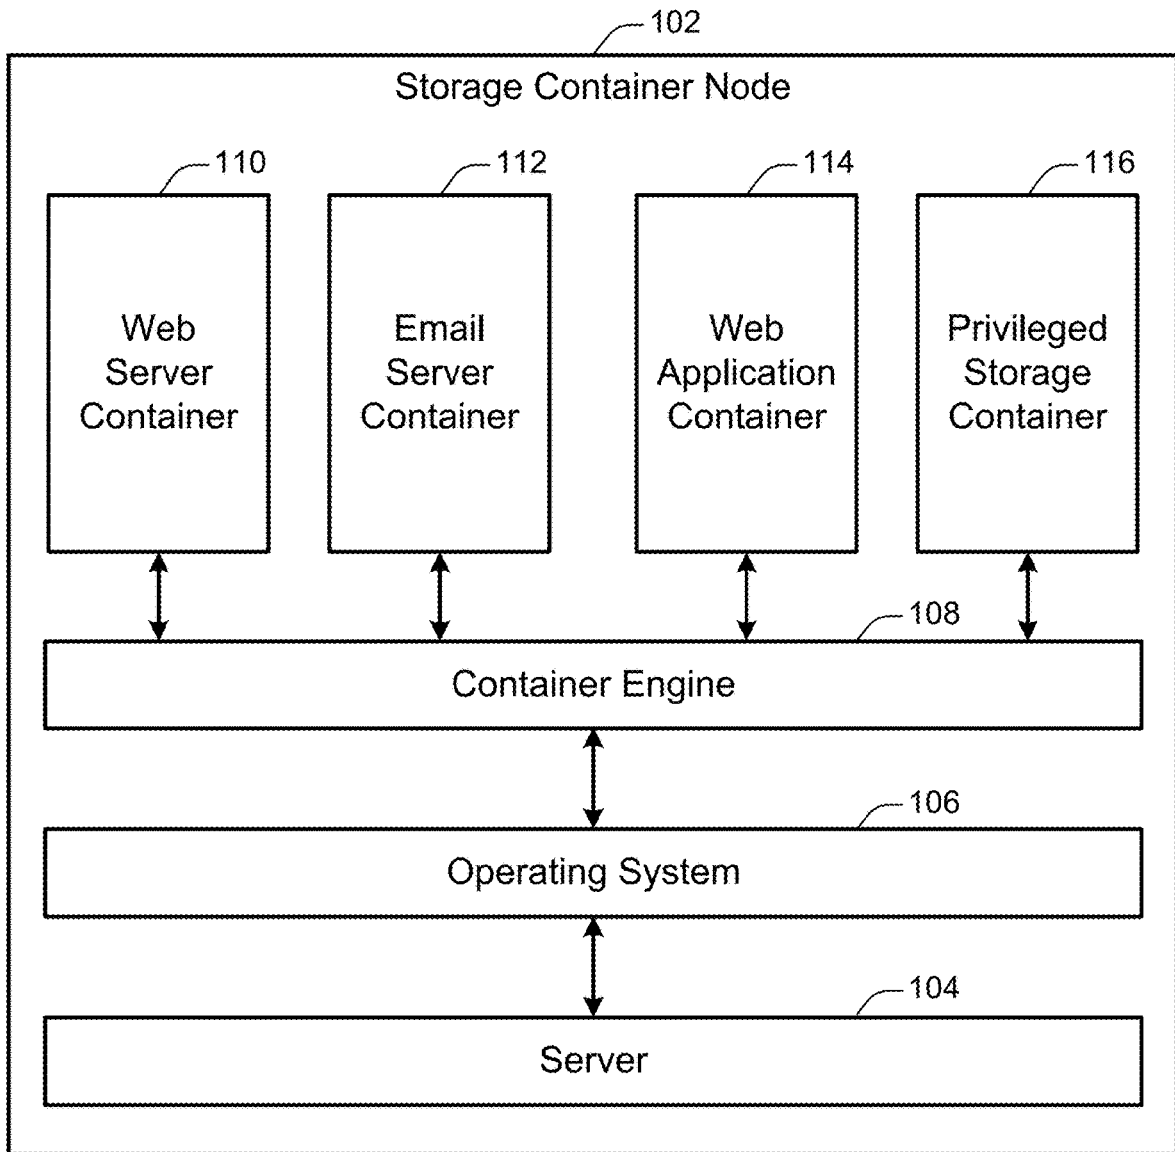 102
Storage Container Node
110
112
114
116
Web
Server
Container
Email
Server
Container
Web
Application
Container
Privileged
Storage
Container
108
Container Engine
106
Operating System
104
Server